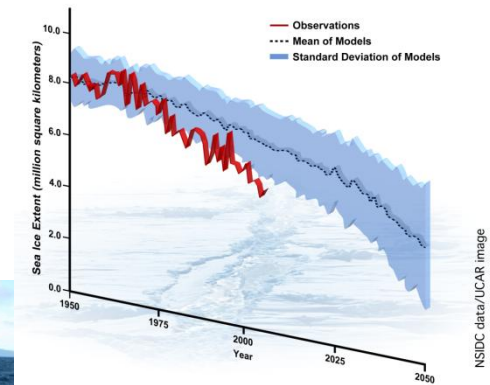 Observations
Mean of Models
Standard Deviation of Models
Sea Ice Extent (million square kilometers)
10.0
8.0
6.0
4.0
2.0
0.0
1950
1975
2000
2025
2050
Year
NSIDC data/UCAR image